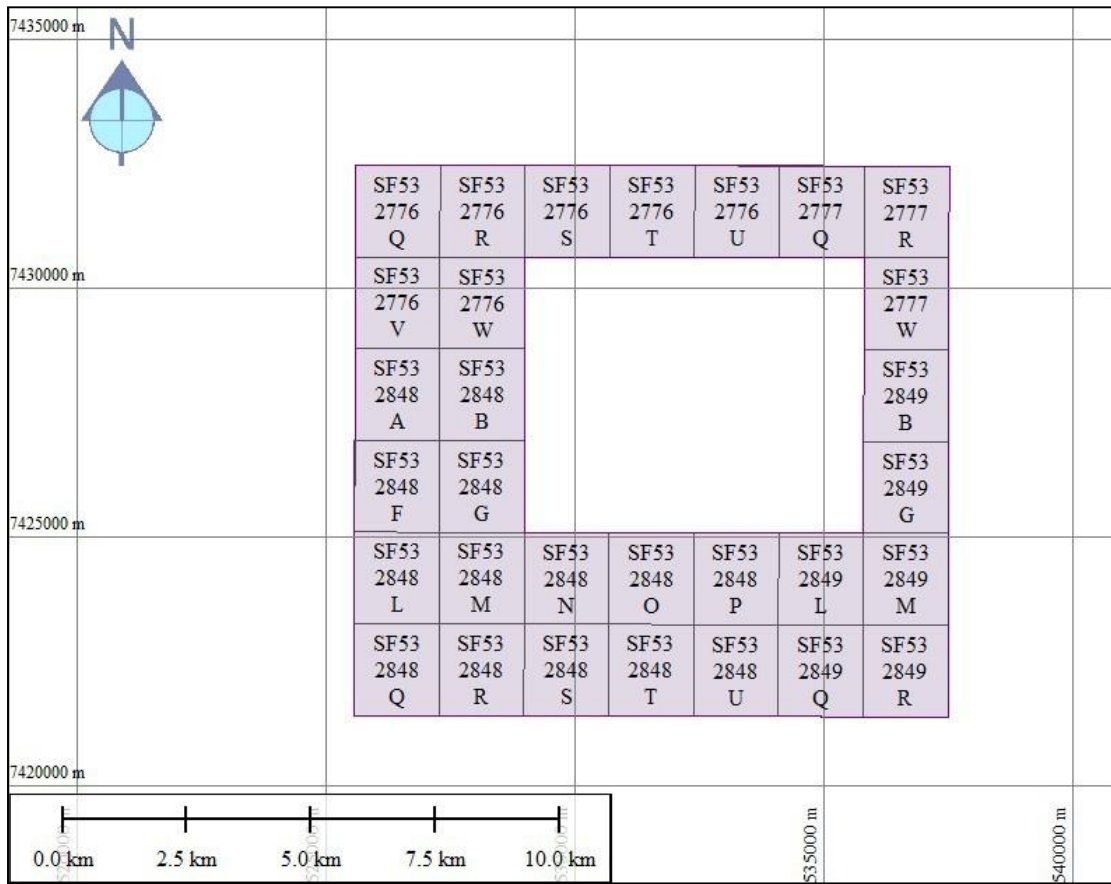 7435000 m
N
SF53
2776
Q
SF53
2776
R
SF53
2776
S
SF53
2776
T
SF53
2776
U
SF53
2777
Q
SF53
2777
R
7430000 m
SF53
2776
V
SF53
2776
W
SF53
2777
W
SF53
2848
A
SF53
2848
B
SF53
2849
B
SF53
2848
F
SF53
2848
G
SF53
2849
G
7425000 m
SF53
2848
L
SF53
2848
M
SF53
2848
N
SF53
2848
O
SF53
2848
P
SF53
2849
L
SF53
2849
M
SF53
2848
Q
SF53
2848
R
SF53
2848
S
SF53
2848
T
SF53
2848
U
SF53
2849
Q
SF53
2849
R
7420000 m
0.0 km
2.5 km
5.0 km
7.5 km
10.0 km
535000 m
540000 m